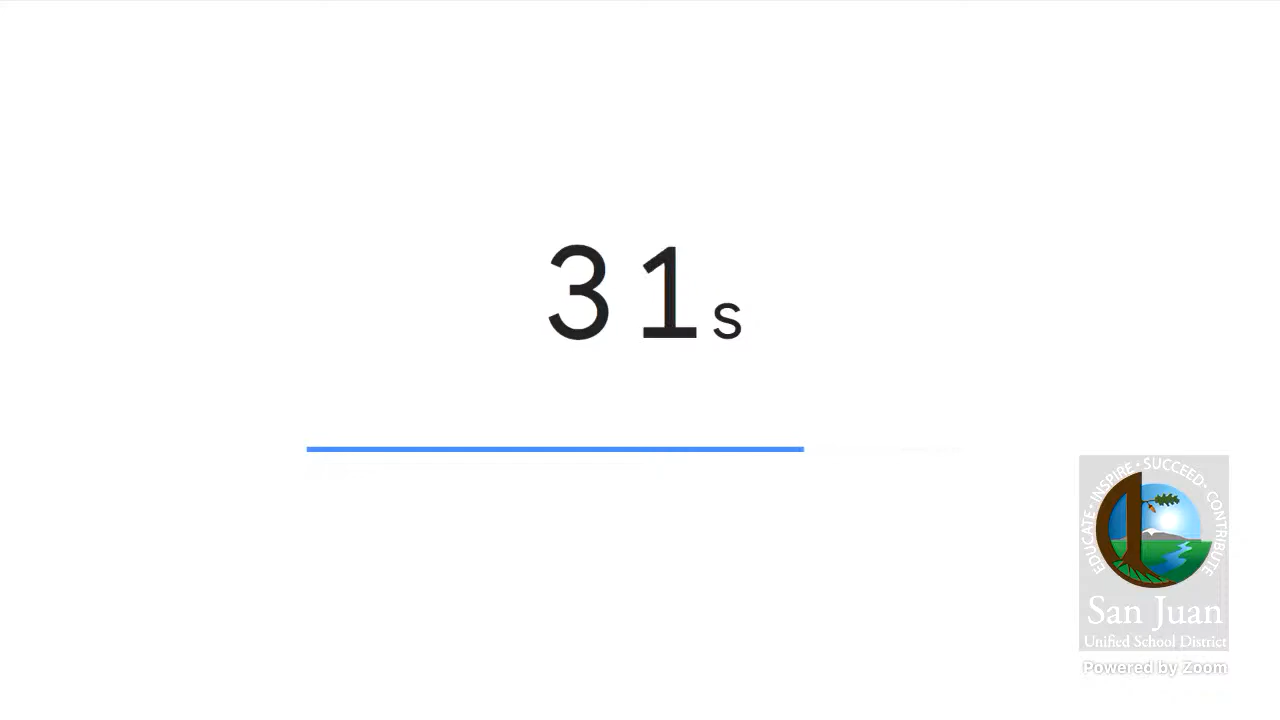 31s
EDUCATE • INSPIRE • SUCCEED • CONTRIBUTE
San Juan
Unified School District
Powered by Zoom